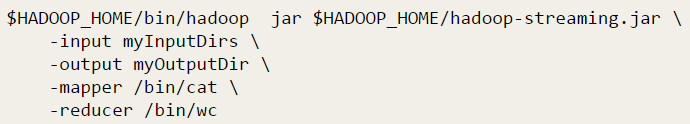 $HADOOP_HOME/bin/hadoop  jar $HADOOP_HOME/hadoop-streaming.jar \
    -input myInputDirs \
    -output myOutputDir \
    -mapper /bin/cat \
    -reducer /bin/wc